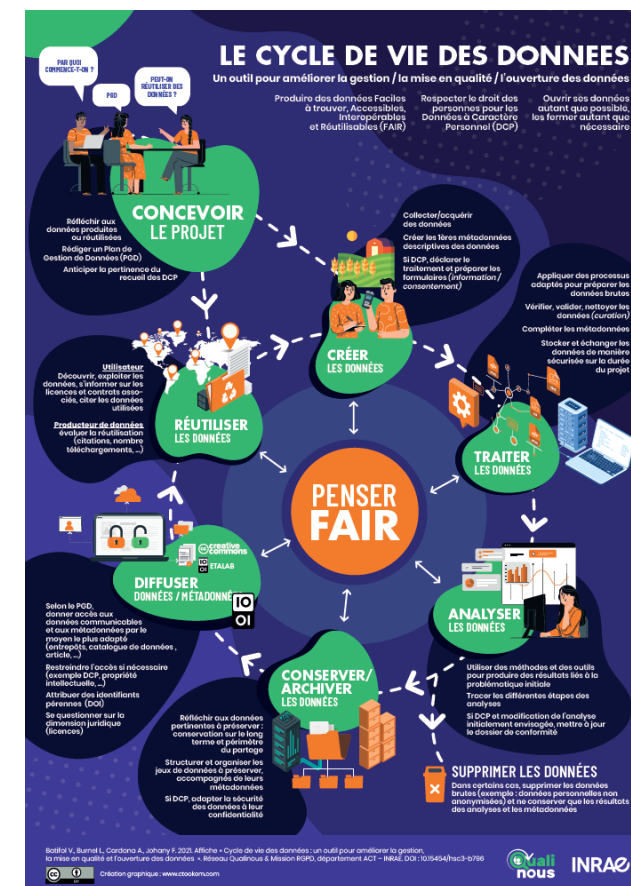 LE CYCLE DE VIE DES DONNEES
Un outil pour améliorer la gestion / la mise en qualité / l'ouverture des données
Produire des données Faciles
à trouver, Accessibles,
Interopérables
et Réutilisables (FAIR)
Respecter le droit des
personnes pour les
Données à Caractère
Personnel (DCP)
Ouvrir ses données
autant que possible,
les fermer autant que
nécessaire
PAR QUOI
COMMENCE-T-ON ?
PGD
PEUT-ON
RÉUTILISER DES
DONNÉES ?
CONCEVOIR
LE PROJET
Réfléchir aux
données produites
ou réutilisées
Rédiger un Plan de
Gestion de Données (PGD)
Anticiper la pertinence du
recueil des DCP
Collecter/acquérir
des données
Créer les 1ères métadonnées
descriptives des données
Si DCP, déclarer le
traitement et préparer les
formulaires (information /
consentement)
CRÉER
LES DONNÉES
Appliquer des processus
adaptés pour préparer les
données brutes
Vérifier, valider, nettoyer les
données (curation)
Compléter les métadonnées
Stocker et échanger les
données de manière
sécurisée sur la durée
du projet
TRAITER
LES DONNÉES
Utilisateur
Découvrir, exploiter les
données, s'informer sur les
licences et contrats asso-
ciés, citer les données
utilisées
Producteur de données
évaluer la réutilisation
(citations, nombre
téléchargements, ...)
RÉUTILISER
LES DONNÉES
PENSER
FAIR
creative
commons
ETALAB
DIFFUSER
DONNÉES / MÉTADONNÉ
Selon le PGD,
donner accès aux
données communicables
et aux métadonnées par le
moyen le plus adapté
(entrepôts, catalogue de données ,
article, ...)
Restreindre l'accès si nécessaire
(exemple DCP, propriété
intellectuelle, ...)
Attribuer des identifiants
pérennes (DOI)
Se questionner sur la
dimension juridique
(licences)
ANALYSER
LES DONNÉES
Utiliser des méthodes et des outils
pour produire des résultats liés à la
problématique initiale
Tracer les différentes étapes des
analyses
Si DCP et modification de l'analyse
initialement envisagée, mettre à jour
le dossier de conformité
CONSERVER/
ARCHIVER
LES DONNÉES
Réfléchir aux données
pertinentes à préserver :
conservation sur le long
terme et périmètre
du partage
Structurer et organiser les
jeux de données à préserver,
accompagnés de leurs
métadonnées
Si DCP, adapter la sécurité
des données à leur
confidentialité
SUPPRIMER LES DONNÉES
Dans certains cas, supprimer les données
brutes (exemple : données personnelles non
anonymisées) et ne conserver que les résultats
des analyses et les métadonnées
Batifol V., Burnel L., Cardona A., Johany F. 2021. Affiche « Cycle de vie des données : un outil pour améliorer la gestion,
la mise en qualité et l'ouverture des données ». Réseau Qualinous & Mission RGPD, département ACT – INRAE. DOI : 10.15454/hsc3-b796
cc BY
Création graphique : www.ctookom.com
Quali
nous
INRAE